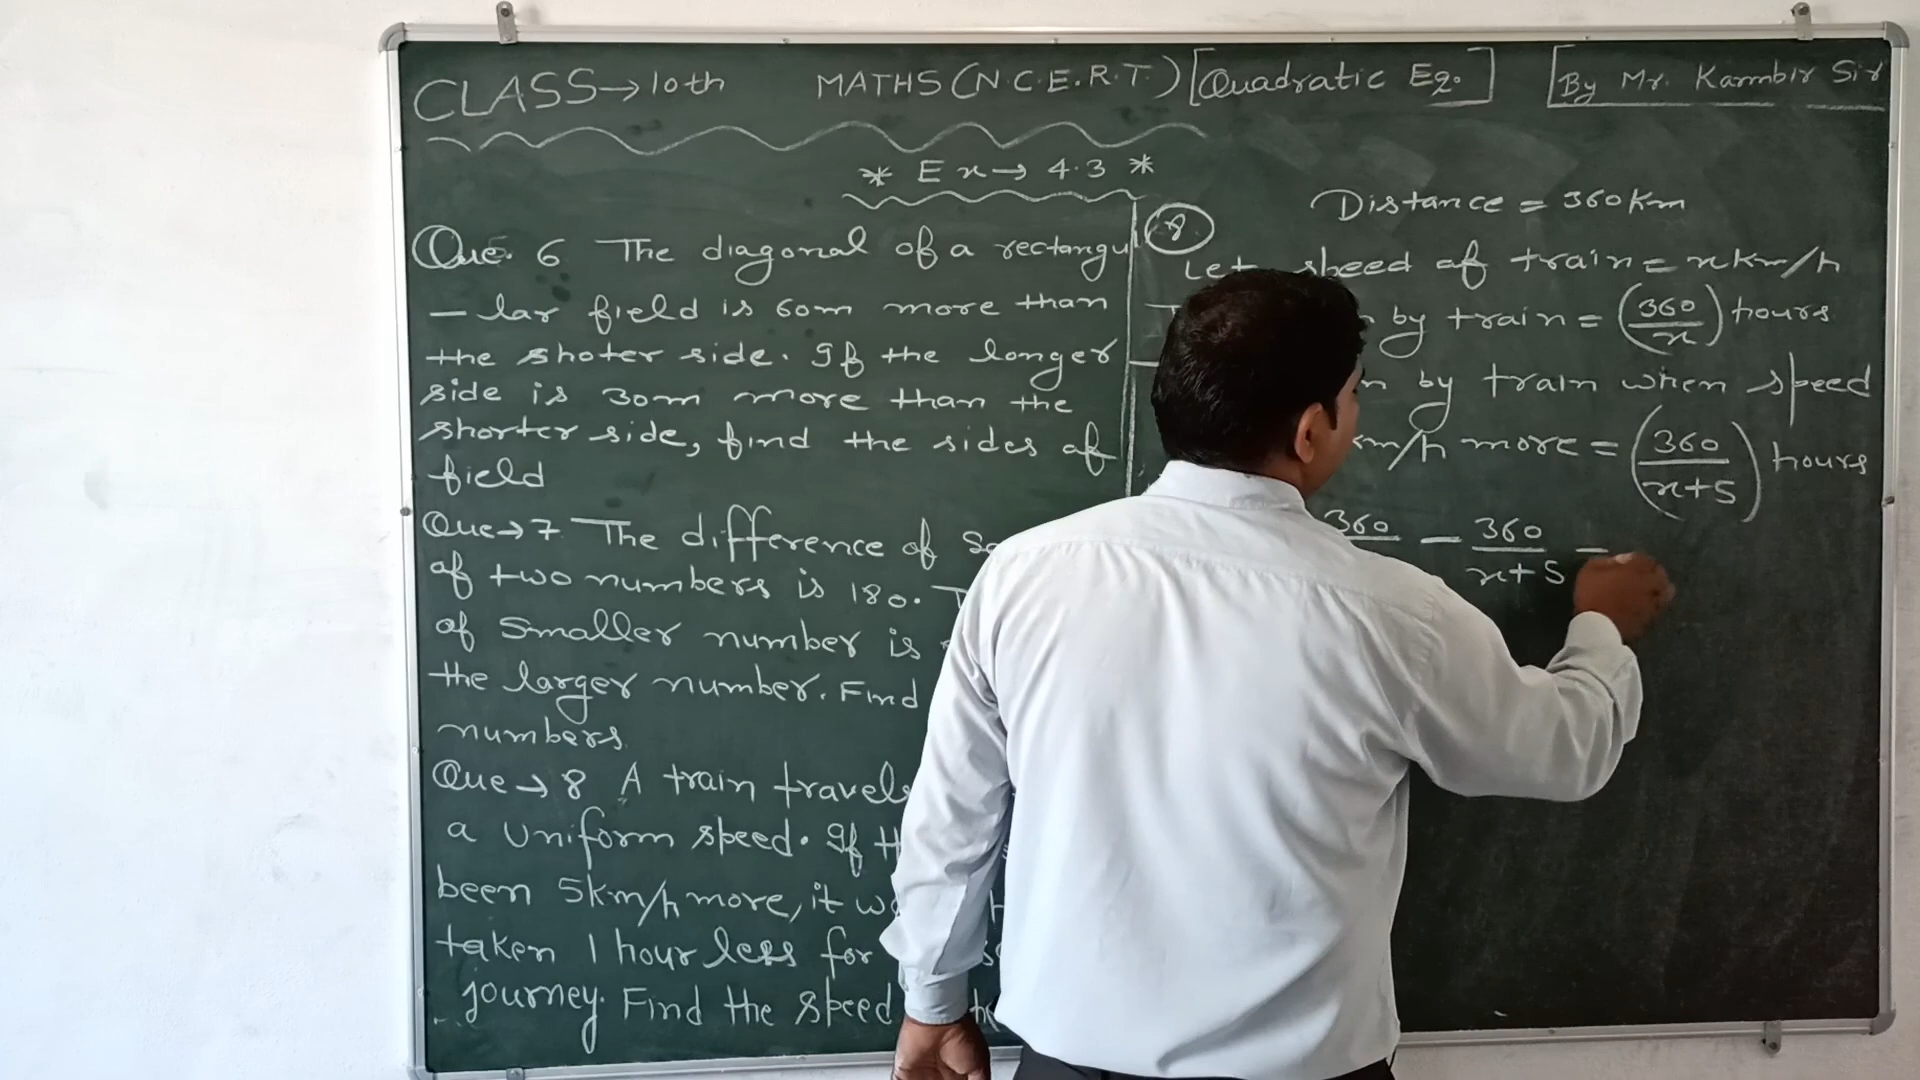 CLASS→10th MATHS(N.C.E.R.T.) [Quadratic Eq.] [By Mr. Karmbir Sir
* Ex→ 4.3 *
Que. 6 The diagonal of a rectangu
– lar field is 60m more than
the shoter side. If the longer
side is 30m more than the
shorter side, find the sides of
field
Que→7 The difference of
of two numbers is 180.
of smaller number is
the larger number. Find
numbers
Que→8 A train travels
a uniform speed. If
been 5km/h more, it
taken 1 hour less for
journey. Find the speed
8. Distance = 360km
Let speed of train = x km/h
by train = (360/x) hours
by train when speed
km/h more = (360/x+5) hours
360 – 360/x+5 =